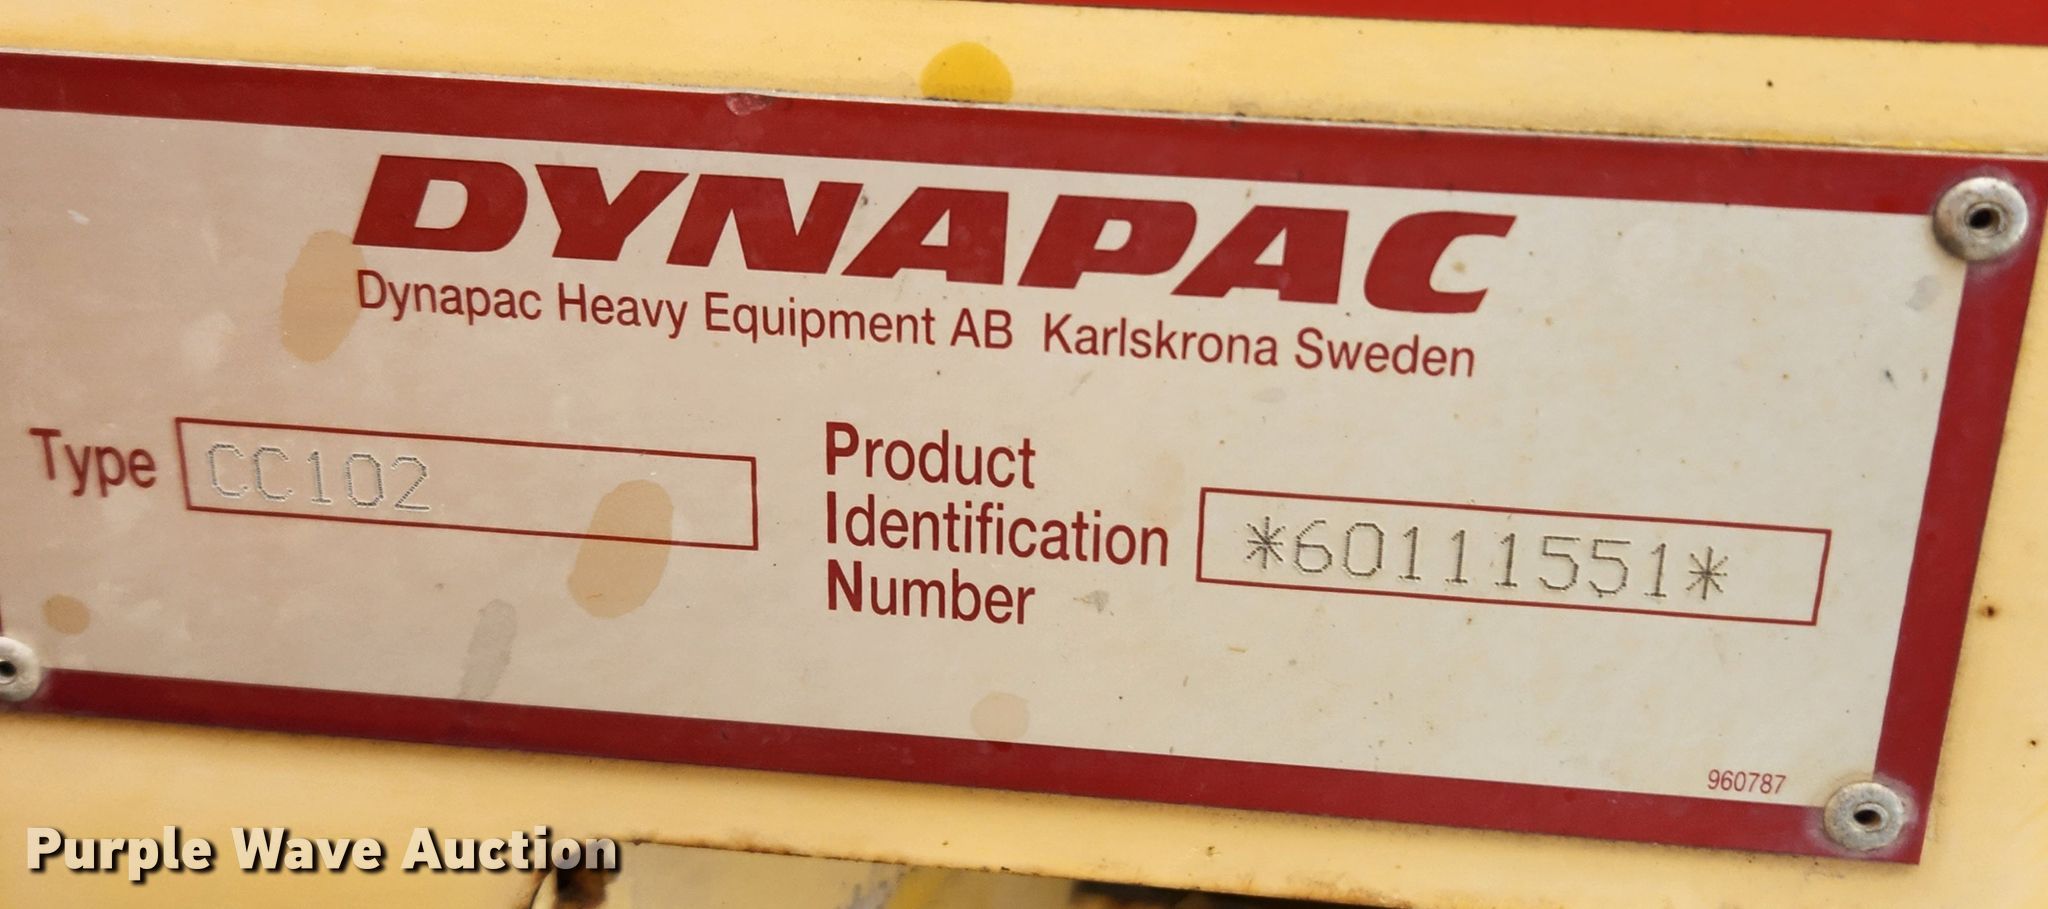 DYNAPAC
Dynapac Heavy Equipment AB Karlskrona Sweden
Type CC102
Product
Identification
Number
*60111551*
960787
Purple Wave Auction